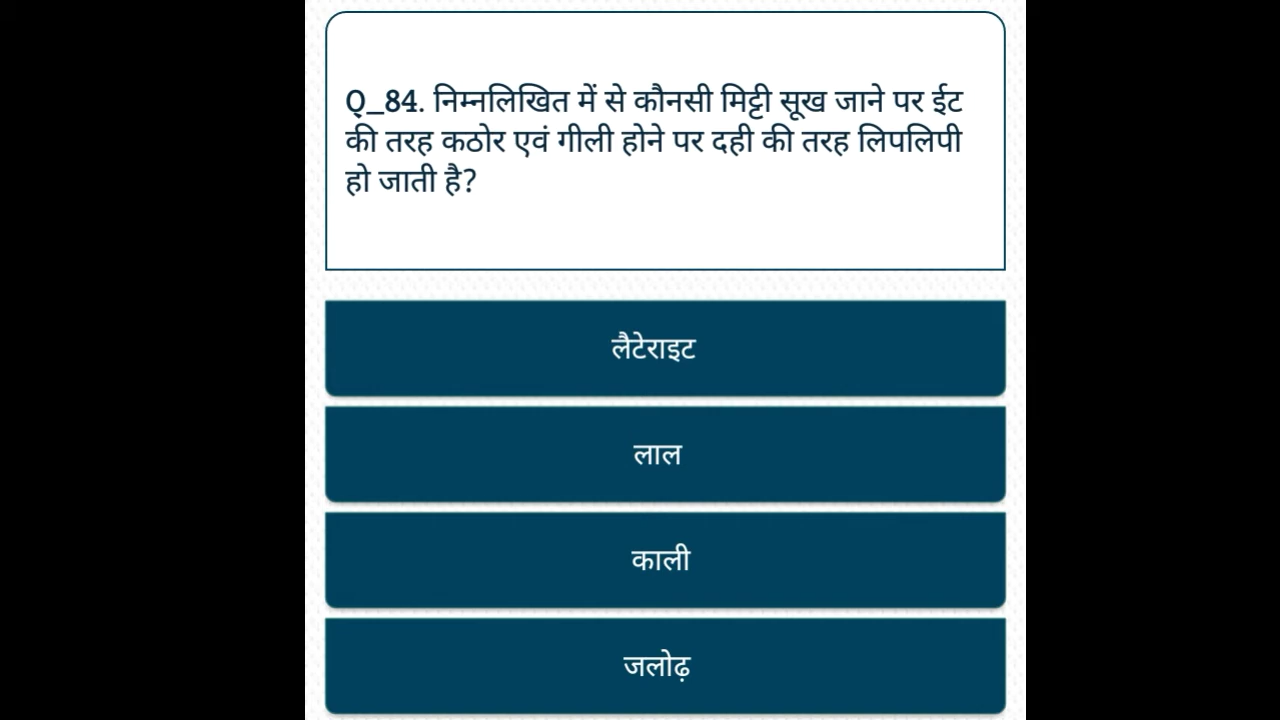 Q_84. निम्नलिखित में से कौनसी मिट्टी सूख जाने पर ईट
की तरह कठोर एवं गीली होने पर दही की तरह लिपलिपी
हो जाती है?
लैटेराइट
लाल
काली
जलोढ़